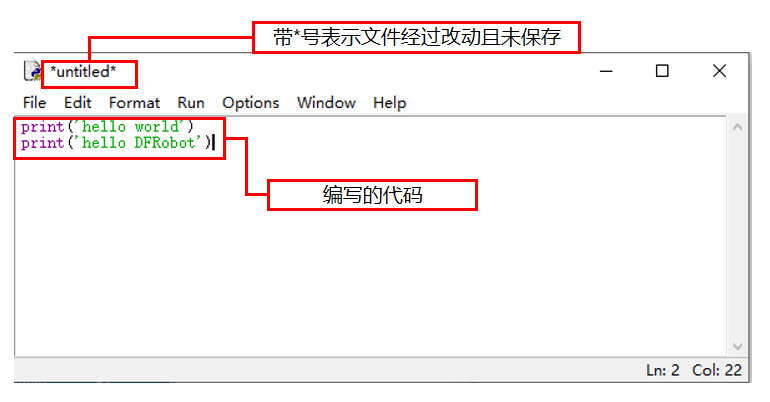 带*号表示文件经过改动且未保存
*untitled*
File Edit Format Run Options Window Help
print('hello world')
print('hello DFRobot')
编写的代码
Ln: 2 Col: 22